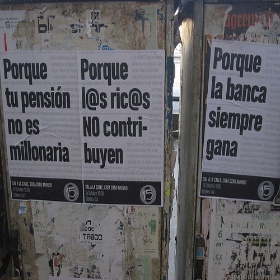 Porque
tu pensión
no es
millonaria
Porque
l@s ric@s
NO contri-
buyen
Porque
la banca
siempre
gana